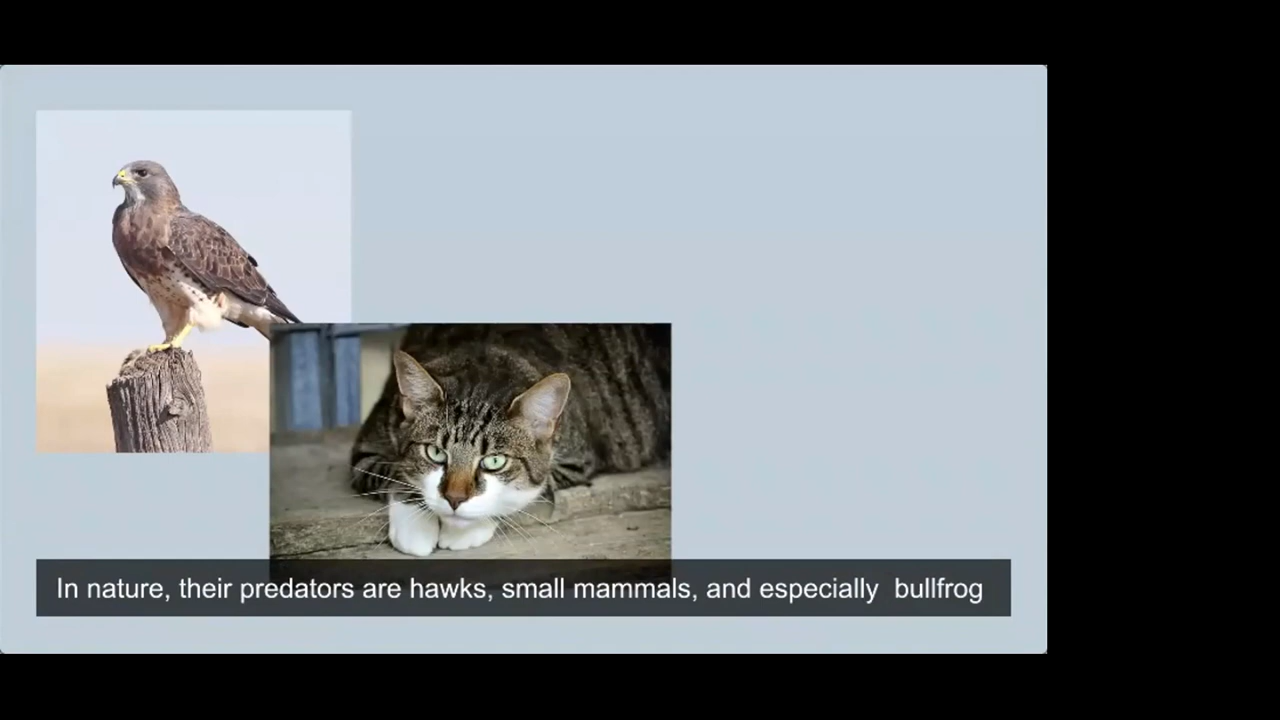 In nature, their predators are hawks, small mammals, and especially  bullfrog